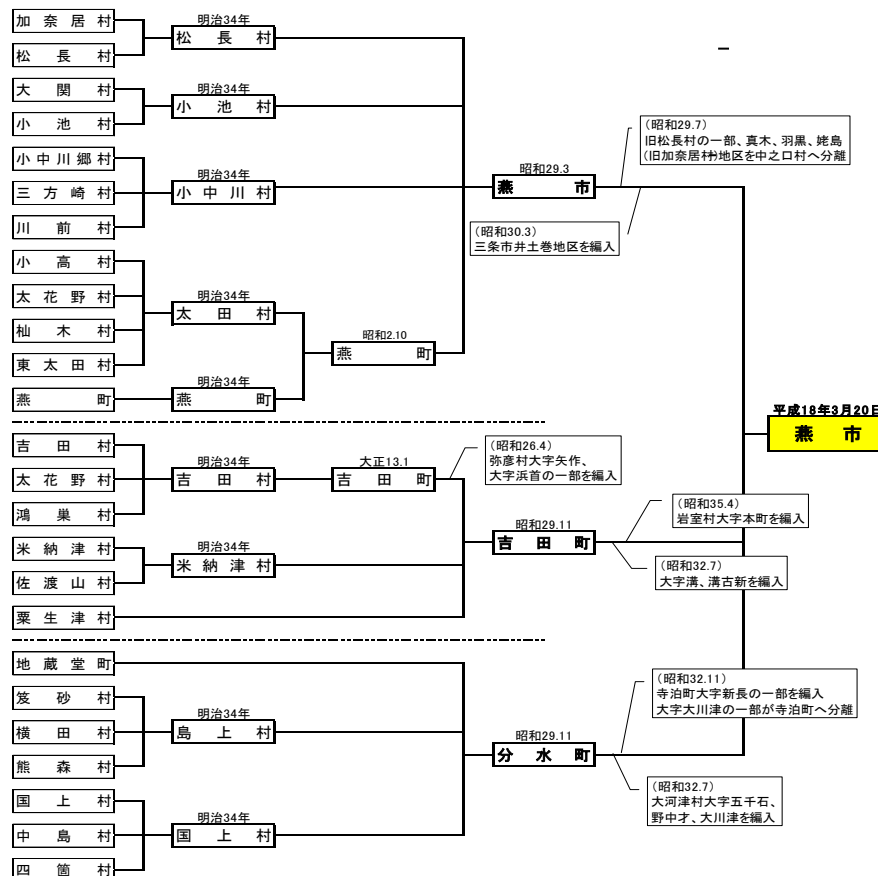 加奈居村
松長村
明治34年
松長村
大関村
小池村
明治34年
小池村
小中川郷村
三方崎村
川前村
明治34年
小中川村
小高村
太花野村
杣木村
東太田村
明治34年
太田村
燕町
明治34年
燕町
昭和2.10
燕町
昭和29.3
燕市
(昭和29.7)
旧松長村の一部、真木、羽黒、姥島
(旧加奈居村)地区を中之口村へ分離
(昭和30.3)
三条市井土巻地区を編入
吉田村
太花野村
鴻巣村
明治34年
吉田村
大正13.1
吉田町
(昭和26.4)
弥彦村大字矢作、
大字浜首の一部を編入
米納津村
佐渡山村
明治34年
米納津村
粟生津村
昭和29.11
吉田町
(昭和35.4)
岩室村大字本町を編入
(昭和32.7)
大字溝、溝古新を編入
地蔵堂町
笈砂村
横田村
熊森村
明治34年
島上村
国上村
中島村
四箇村
明治34年
国上村
昭和29.11
分水町
(昭和32.11)
寺泊町大字新長の一部を編入
大字大川津の一部が寺泊町へ分離
(昭和32.7)
大河津村大字五千石、
野中才、大川津を編入
平成18年3月20日
燕市